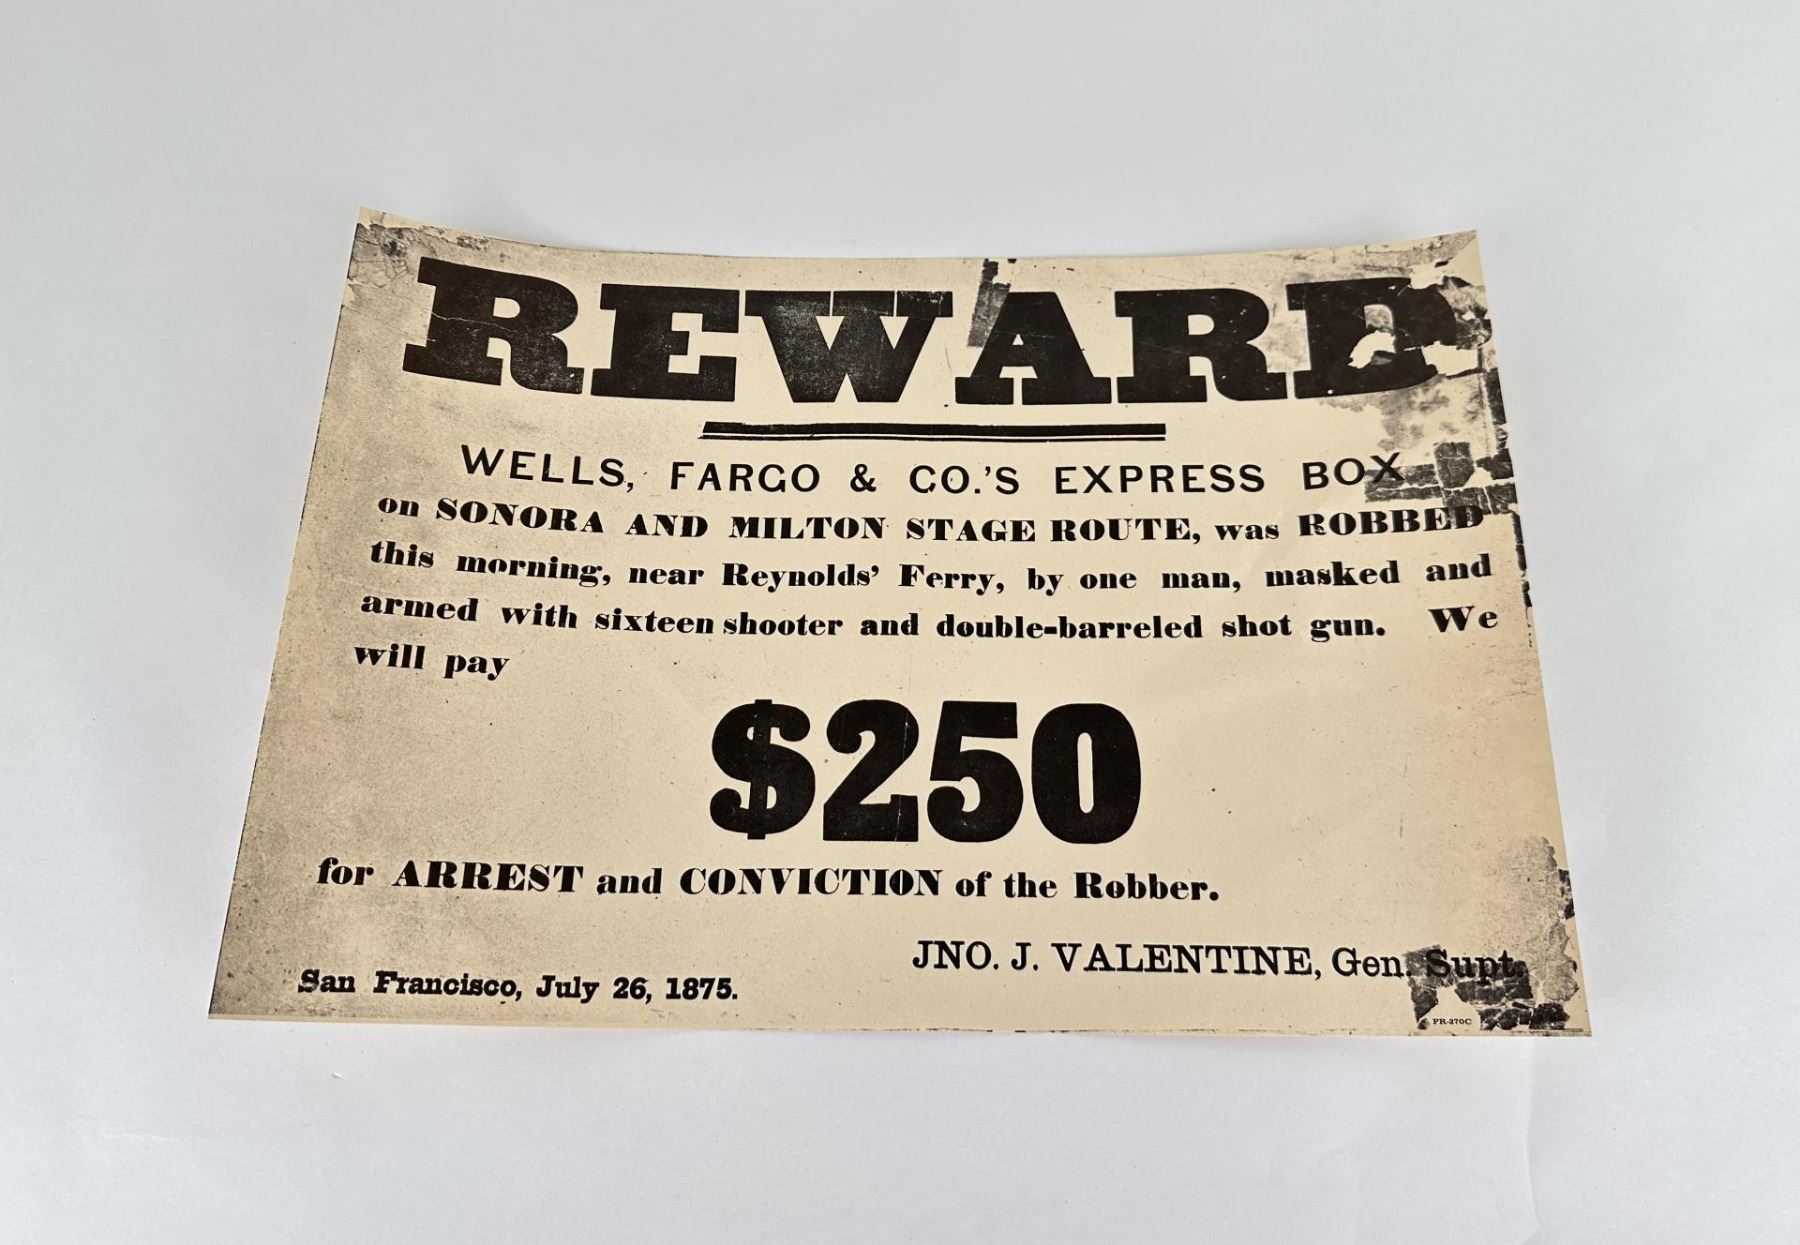 REWARD
WELLS, FARGO & CO.'S EXPRESS BOX
on SONORA AND MILTON STAGE ROUTE, was ROBBED
this morning, near Reynolds' Ferry, by one man, masked and
armed with sixteen shooter and double-barreled shot gun. We
will pay
$250
for ARREST and CONVICTION of the Robber.
JNO. J. VALENTINE, Gen. Supt.
San Francisco, July 26, 1875.
PR-270C